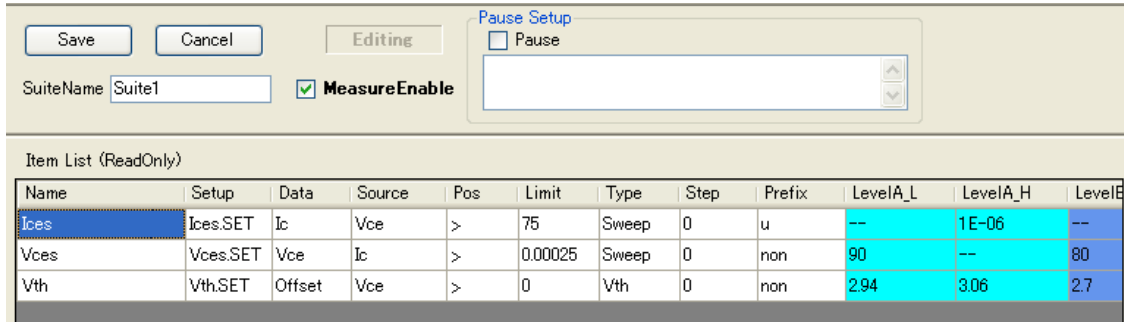 Save Cancel Editing
Pause Setup
Pause
SuiteName Suite1 MeasureEnable
Item List (ReadOnly)
Name Setup Data Source Pos Limit Type Step Prefix LevelA_L LevelA_H LevelB
Ices Ices.SET Ic Vce > 75 Sweep 0 u -- 1E-06 --
Vces Vces.SET Vce Ic > 0.00025 Sweep 0 non 90 -- 80
Vth Vth.SET Offset Vce > 0 Vth 0 non 2.94 3.06 2.7